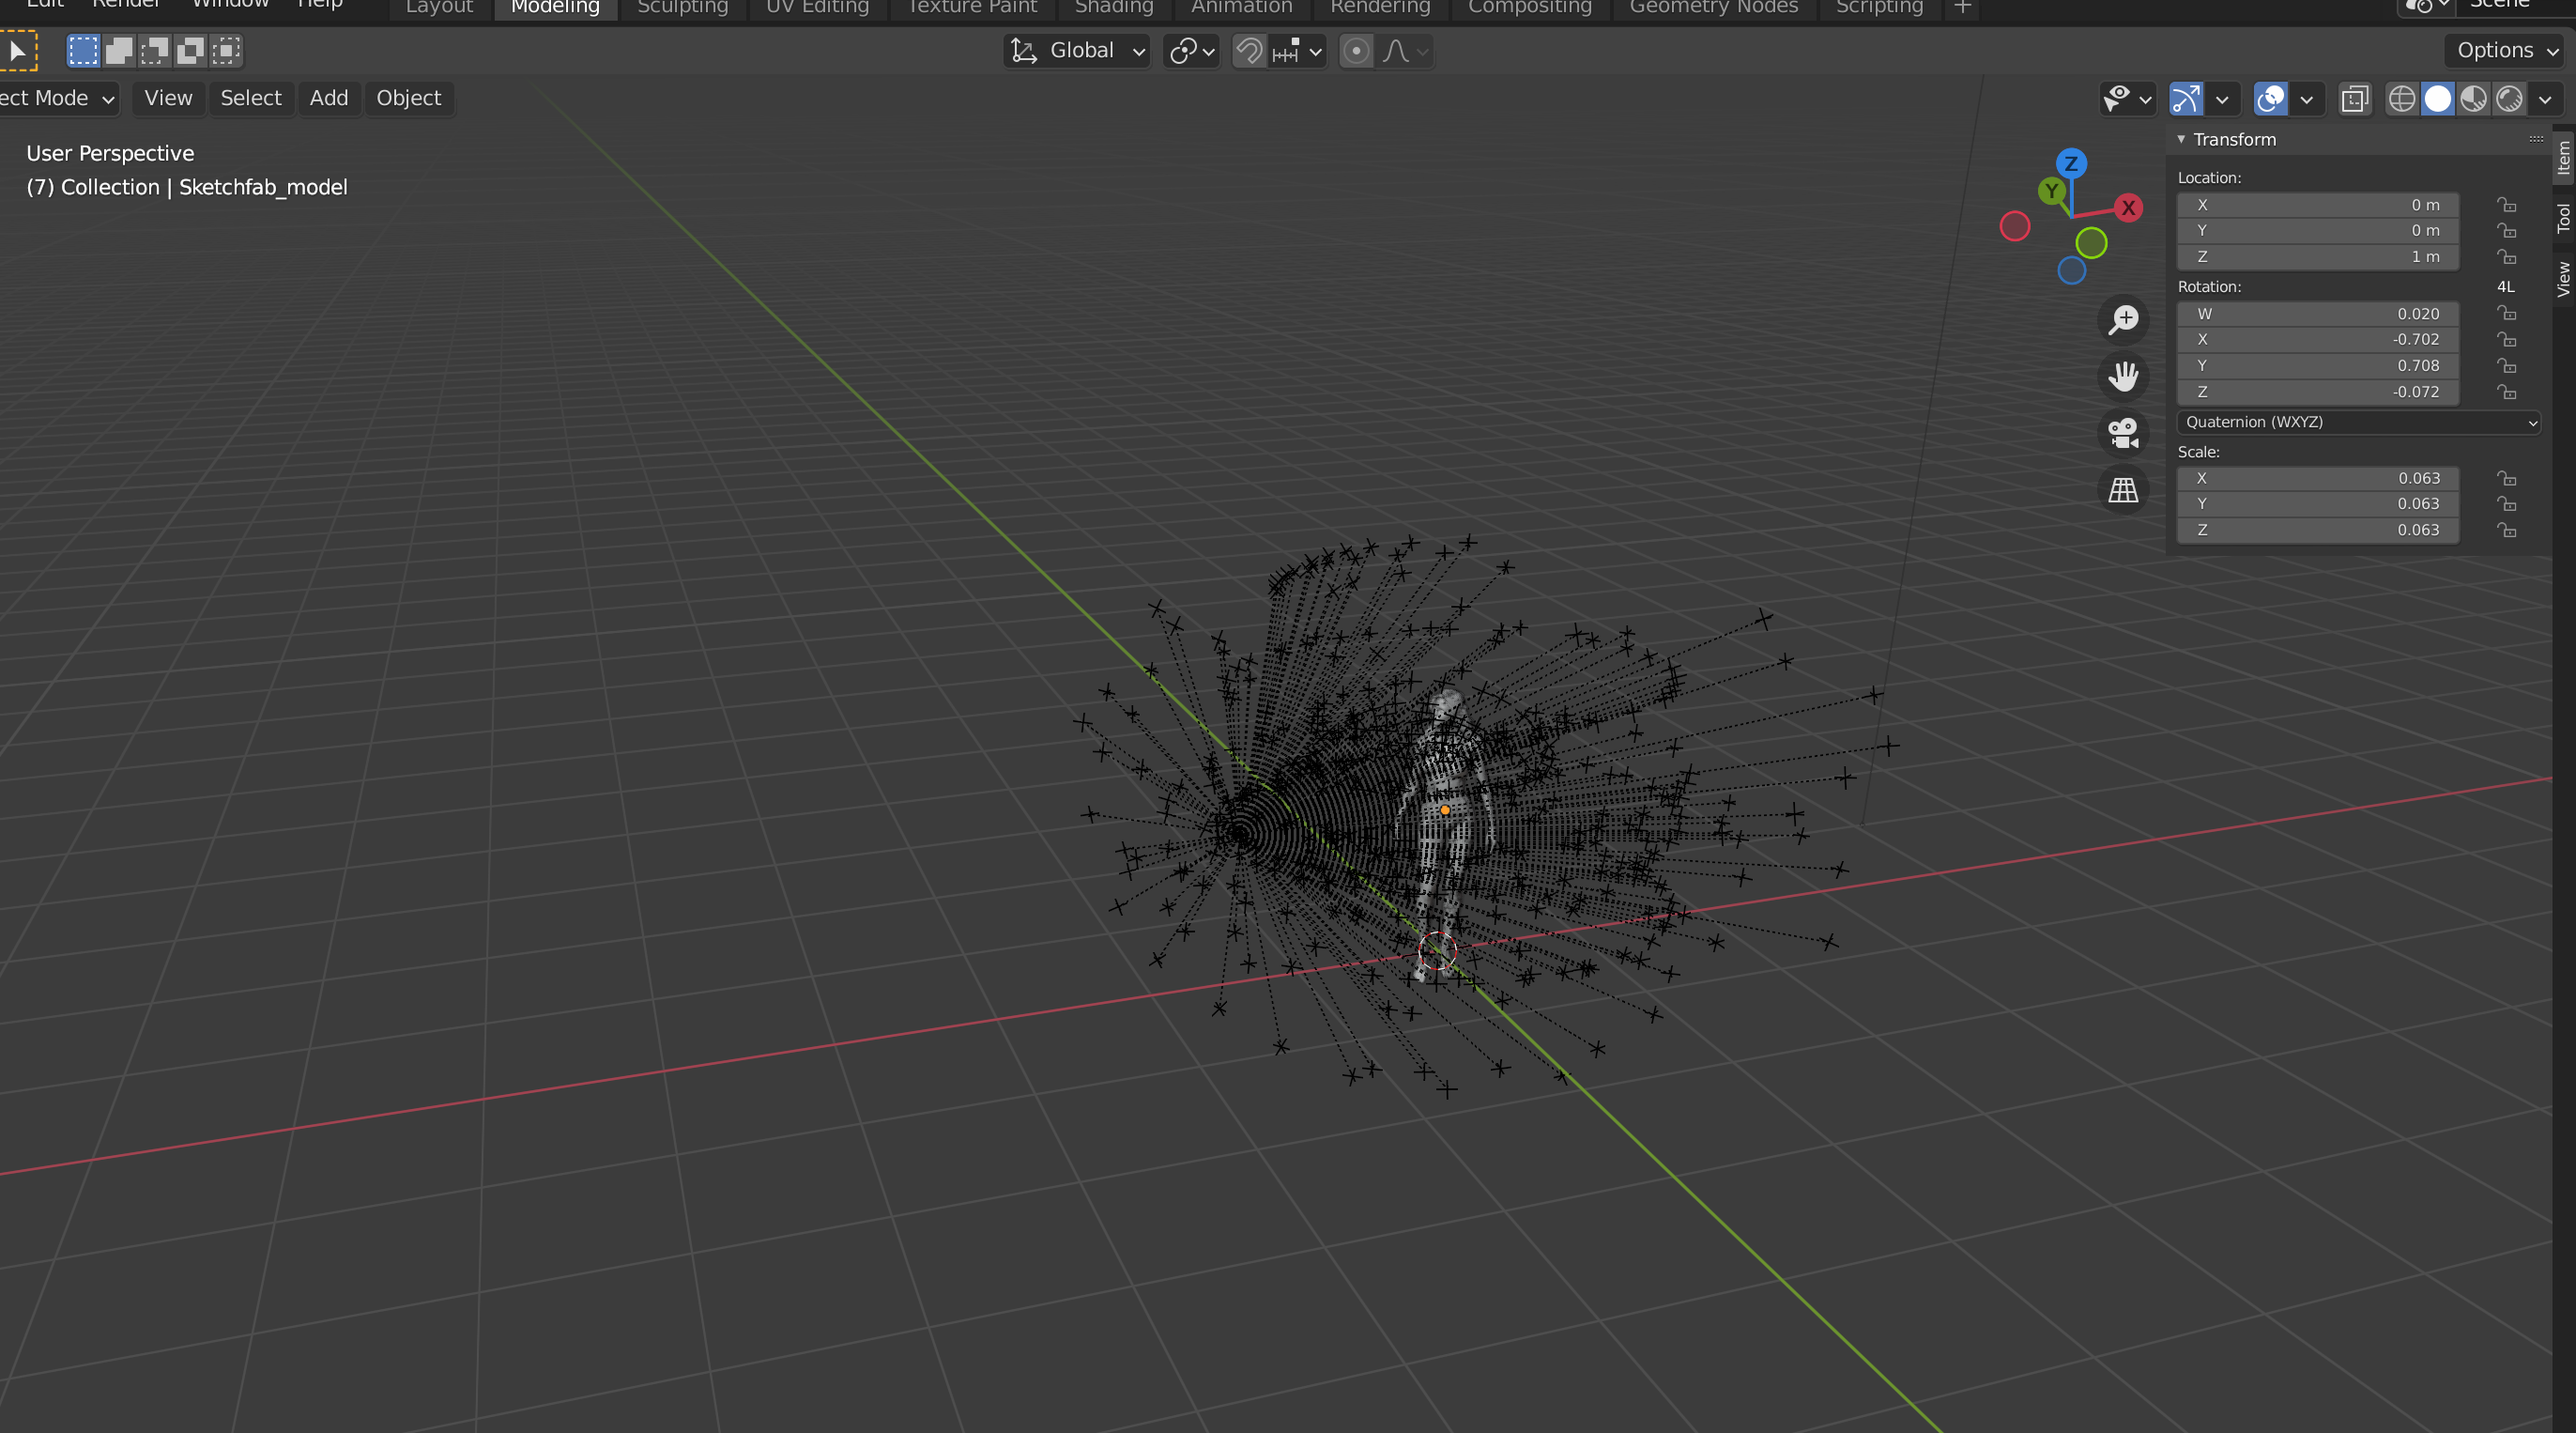 Edit Render Window Help Layout Modeling Sculpting UV Editing Texture Paint Shading Animation Rendering Compositing Geometry Nodes Scripting + Scene
Global Options
ect Mode View Select Add Object
User Perspective
(7) Collection | Sketchfab_model
Z
Y
X
Transform
Location:
X 0 m
Y 0 m
Z 1 m
Rotation: 4L
W 0.020
X -0.702
Y 0.708
Z -0.072
Quaternion (WXYZ)
Scale:
X 0.063
Y 0.063
Z 0.063
Item
Tool
View